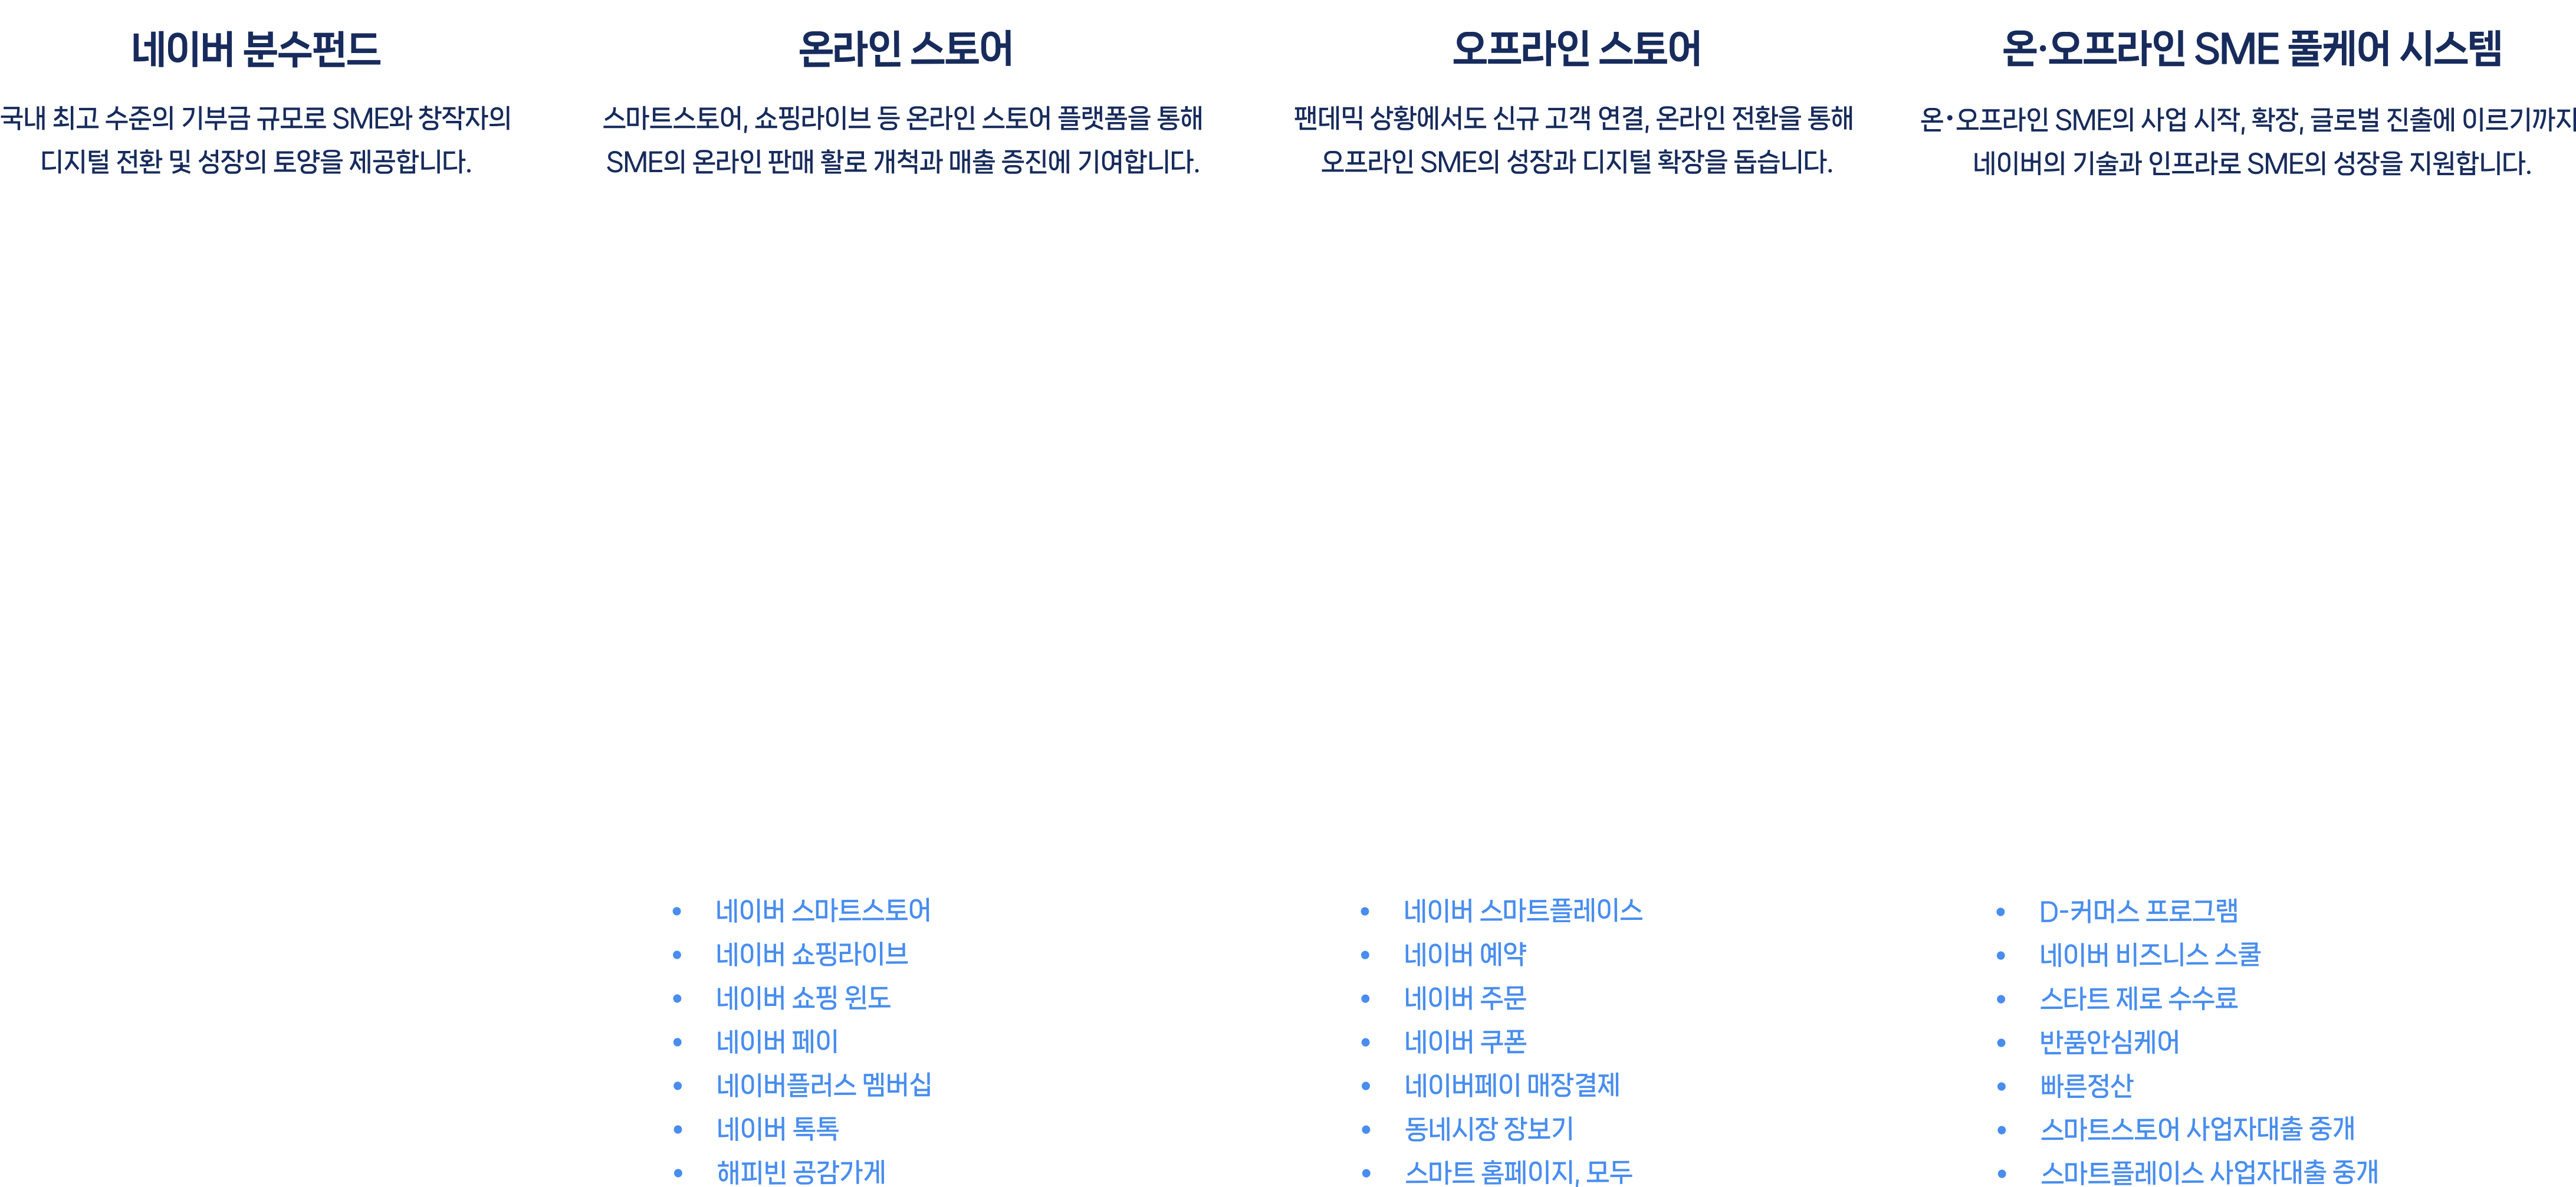 네이버 분수펀드
국내 최고 수준의 기부금 규모로 SME와 창작자의
디지털 전환 및 성장의 토양을 제공합니다.
온라인 스토어
스마트스토어, 쇼핑라이브 등 온라인 스토어 플랫폼을 통해
SME의 온라인 판매 활로 개척과 매출 증진에 기여합니다.
• 네이버 스마트스토어
• 네이버 쇼핑라이브
• 네이버 쇼핑 윈도
• 네이버 페이
• 네이버플러스 멤버십
• 네이버 톡톡
• 해피빈 공감가게
오프라인 스토어
팬데믹 상황에서도 신규 고객 연결, 온라인 전환을 통해
오프라인 SME의 성장과 디지털 확장을 돕습니다.
• 네이버 스마트플레이스
• 네이버 예약
• 네이버 주문
• 네이버 쿠폰
• 네이버페이 매장결제
• 동네시장 장보기
• 스마트 홈페이지, 모두
온·오프라인 SME 풀케어 시스템
온·오프라인 SME의 사업 시작, 확장, 글로벌 진출에 이르기까지
네이버의 기술과 인프라로 SME의 성장을 지원합니다.
• D-커머스 프로그램
• 네이버 비즈니스 스쿨
• 스타트 제로 수수료
• 반품안심케어
• 빠른정산
• 스마트스토어 사업자대출 중개
• 스마트플레이스 사업자대출 중개